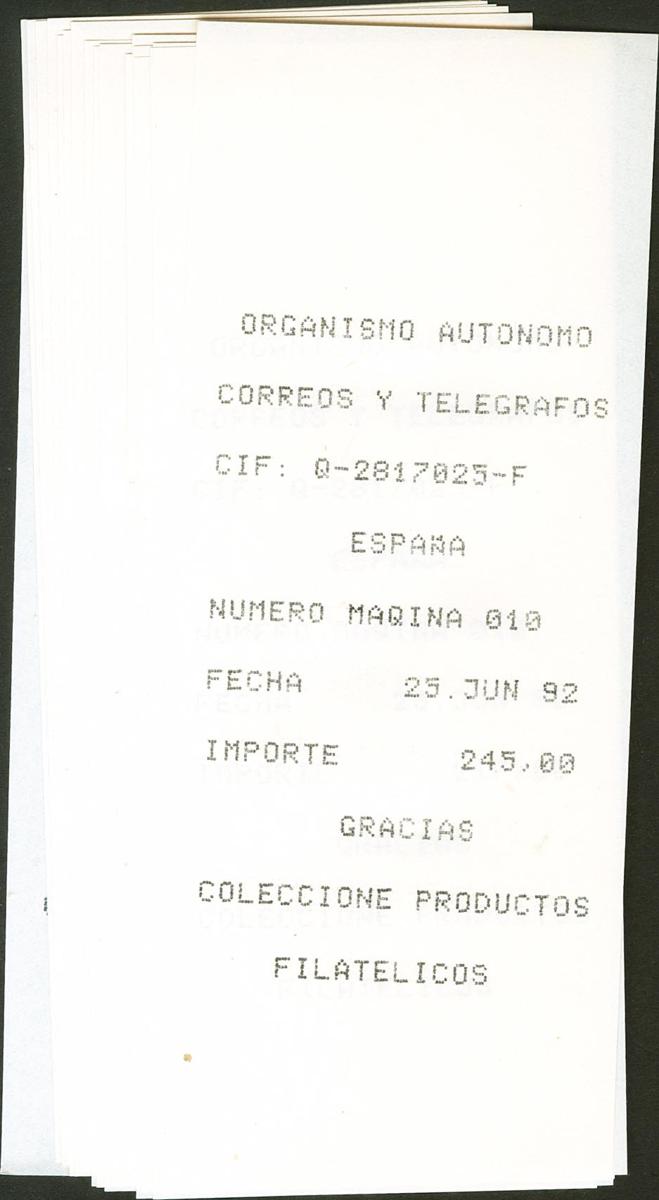 ORGANISMO AUTONOMO
CORREOS Y TELEGRAFOS
CIF: Q-2817025-F
ESPAÑA
NUMERO MAQINA 010
FECHA 25.JUN 92
IMPORTE 245,00
GRACIAS
COLECCIONE PRODUCTOS
FILATELICOS